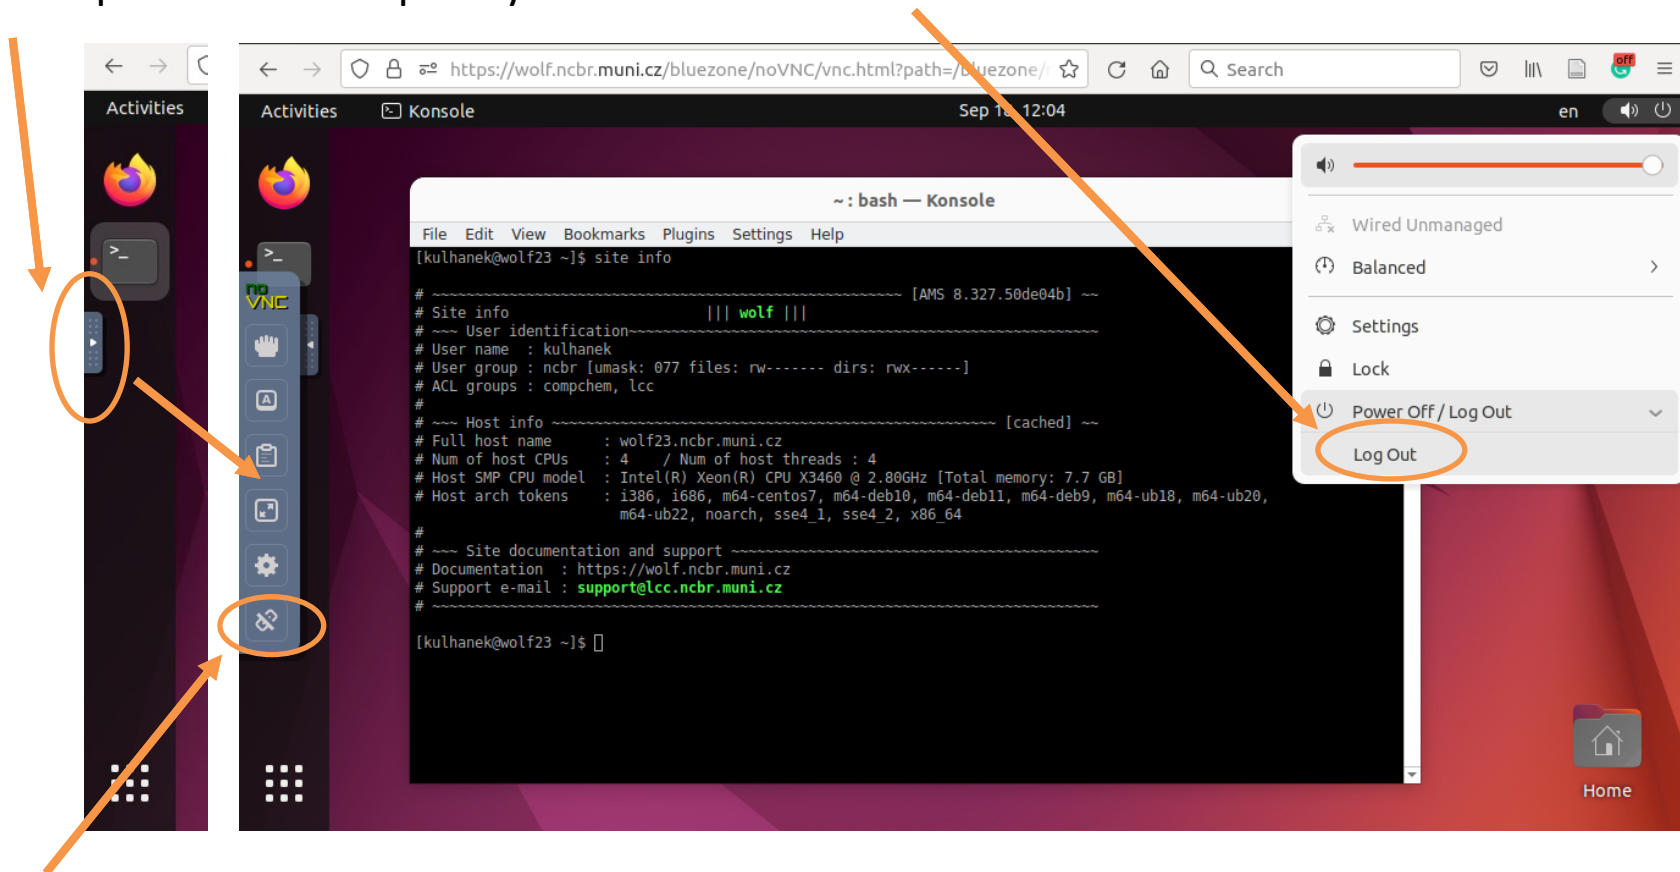 Activities
https://wolf.ncbr.muni.cz/bluezone/noVNC/vnc.html?path=/bluezone/
Search
off
Activities
Konsole
12:04
en
~ : bash — Konsole
File Edit View Bookmarks Plugins Settings Help
[kulhanek@wolf23 ~]$ site info
# ~~~~~~~~~~~~~~~~~~~~~~~~~~~~~~~~~~~~~~~~~~~~~~~~~~~~~~~ [AMS 8.327.50de04b] ~~
# Site info ||| wolf |||
# ~~~ User identification~~~~~~~~~~~~~~~~~~~~~~~~~~~~~~~~~~~~~~~~~~~~~~~~~~~~~~~
# User name : kulhanek
# User group : ncbr [umask: 077 files: rw------- dirs: rwx------]
# ACL groups : compchem, lcc
#
# ~~~ Host info ~~~~~~~~~~~~~~~~~~~~~~~~~~~~~~~~~~~~~~~~~~~~~~~~~~~~ [cached] ~~
# Full host name : wolf23.ncbr.muni.cz
# Num of host CPUs : 4 / Num of host threads : 4
# Host SMP CPU model : Intel(R) Xeon(R) CPU X3460 @ 2.80GHz [Total memory: 7.7 GB]
# Host arch tokens : i386, i686, m64-centos7, m64-deb10, m64-deb11, m64-deb9, m64-ub18, m64-ub20,
m64-ub22, noarch, sse4_1, sse4_2, x86_64
#
# ~~~ Site documentation and support ~~~~~~~~~~~~~~~~~~~~~~~~~~~~~~~~~~~~~~~~~~~
# Documentation : https://wolf.ncbr.muni.cz
# Support e-mail : support@lcc.ncbr.muni.cz
# ~~~~~~~~~~~~~~~~~~~~~~~~~~~~~~~~~~~~~~~~~~~~~~~~~~~~~~~~~~~~~~~~~~~~~~~~~~~~~~
[kulhanek@wolf23 ~]$
no
VNC
A
Wired Unmanaged
Balanced
Settings
Lock
Power Off / Log Out
Log Out
Home